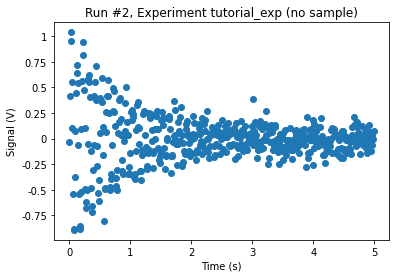 Run #2, Experiment tutorial_exp (no sample)
1
0.75
0.5
0.25
0
-0.25
-0.5
-0.75
Signal (V)
0 1 2 3 4 5
Time (s)